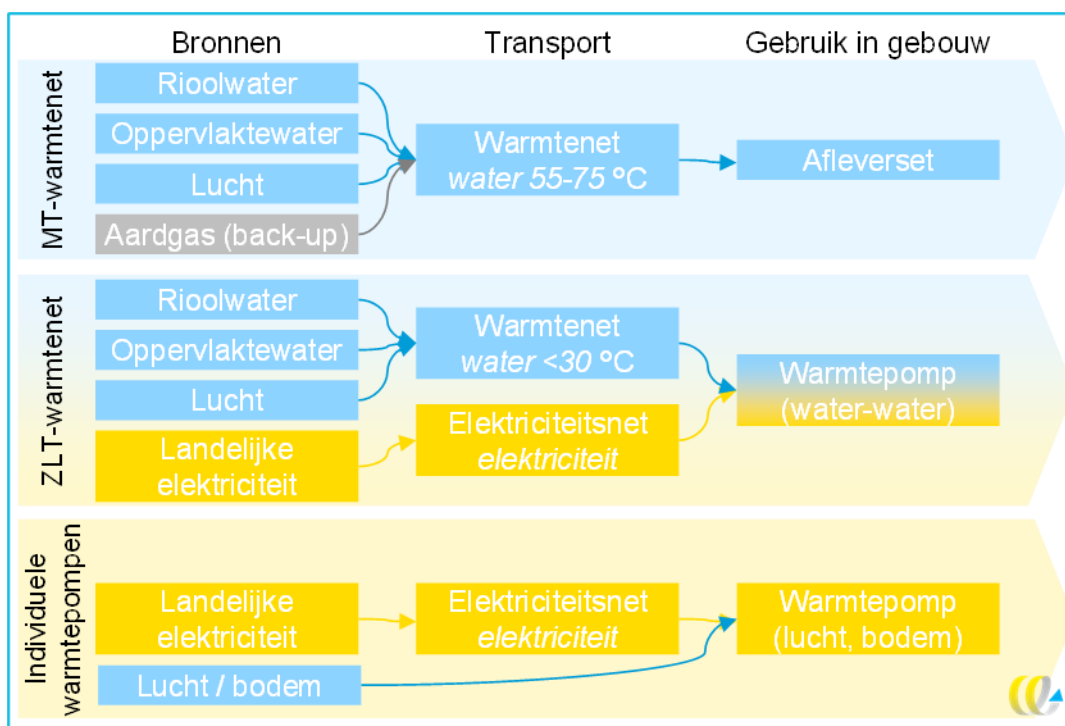 Bronnen
Transport
Gebruik in gebouw
MT-warmtenet
Rioolwater
Oppervlaktewater
Lucht
Aardgas (back-up)
Warmtenet
water 55-75 °C
Afleverset
ZLT-warmtenet
Rioolwater
Oppervlaktewater
Lucht
Landelijke
elektriciteit
Warmtenet
water <30 °C
Elektriciteitsnet
elektriciteit
Warmtepomp
(water-water)
Individuele
warmtepompen
Landelijke
elektriciteit
Lucht / bodem
Elektriciteitsnet
elektriciteit
Warmtepomp
(lucht, bodem)